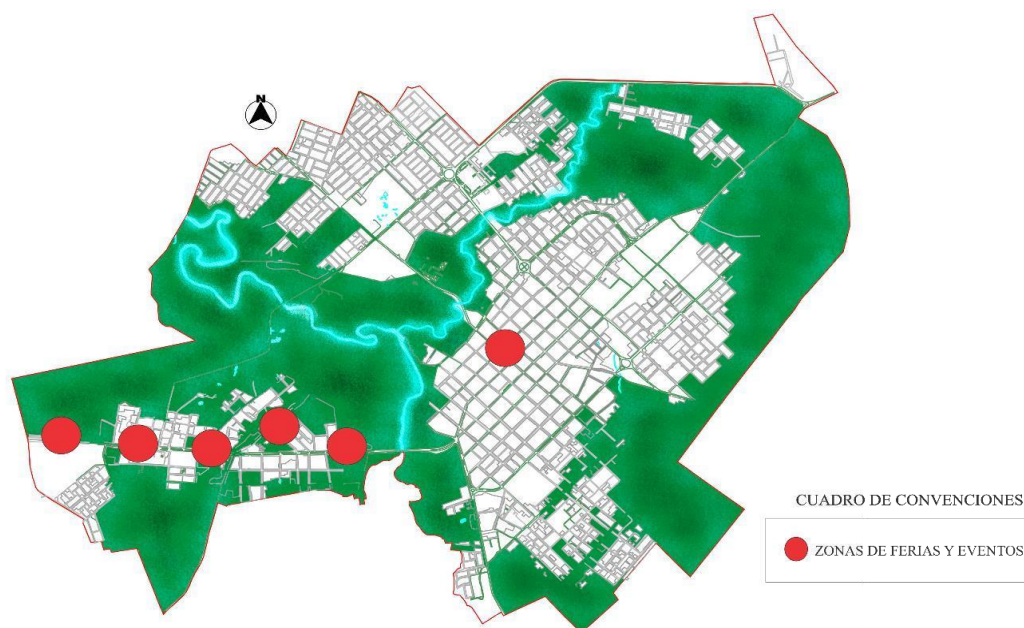 N
CUADRO DE CONVENCIONES
ZONAS DE FERIAS Y EVENTOS